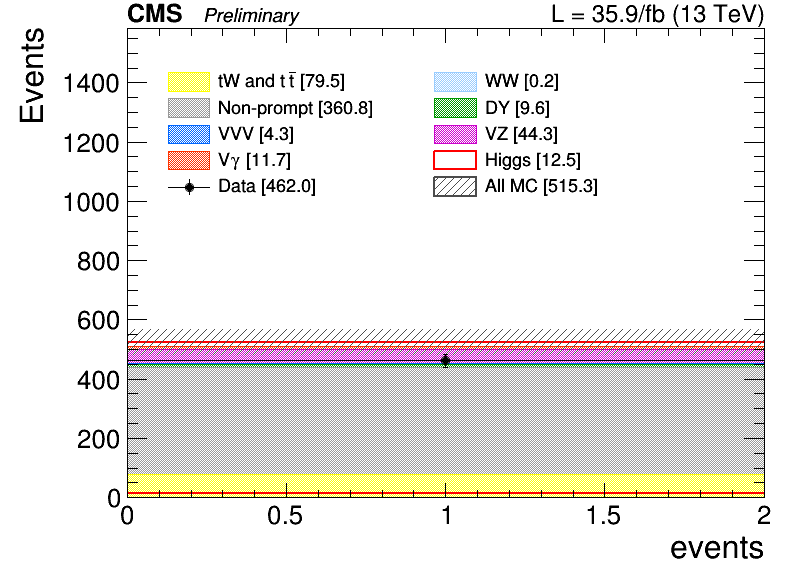 CMS Preliminary L = 35.9/fb (13 TeV)
Events
1400
1200
1000
800
600
400
200
0
tW and t t̅ [79.5] WW [0.2]
Non-prompt [360.8] DY [9.6]
VVV [4.3] VZ [44.3]
Vγ [11.7] Higgs [12.5]
Data [462.0] All MC [515.3]
0 0.5 1 1.5 2
events